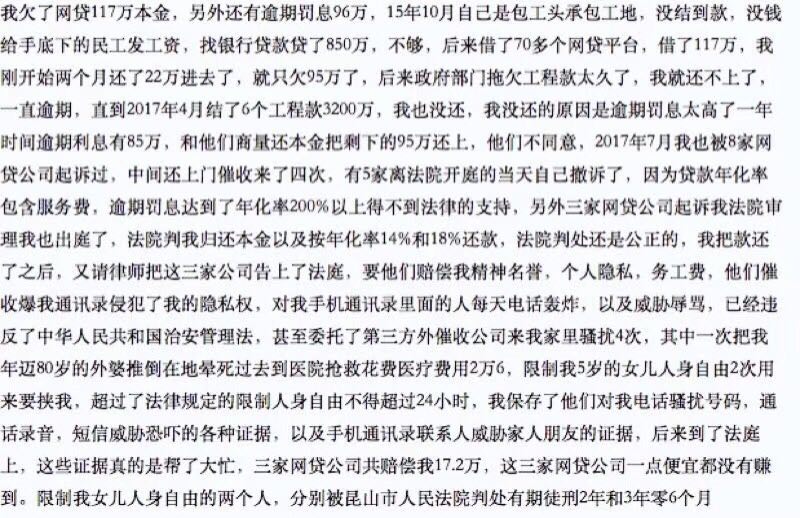 我欠了网贷117万本金，另外还有逾期罚息96万，15年10月自己是包工头承包工地，没结到款，没钱
给手底下的民工发工资，找银行贷款贷了850万，不够，后来借了70多个网贷平台，借了117万，我
刚开始两个月还了22万进去了，就只欠95万了，后来政府部门拖欠工程款太久了，我就还不上了，
一直逾期，直到2017年4月结了6个工程款3200万，我也没还，我没还的原因是逾期罚息太高了一年
时间逾期利息有85万，和他们商量还本金把剩下的95万还上，他们不同意，2017年7月我也被8家网
贷公司起诉过，中间还上门催收来了四次，有5家离法院开庭的当天自己撤诉了，因为贷款年化率
包含服务费，逾期罚息达到了年化率200%以上得不到法律的支持，另外三家网贷公司起诉我法院审
理我也出庭了，法院判我归还本金以及按年化率14%和18%还款，法院判处还是公正的，我把款还
了之后，又请律师把这三家公司告上了法庭，要他们赔偿我精神名誉，个人隐私，务工费，他们催
收爆我通讯录侵犯了我的隐私权，对我手机通讯录里面的人每天电话轰炸，以及威胁辱骂，已经违
反了中华人民共和国治安管理法，甚至委托了第三方外催收公司来我家里骚扰4次，其中一次把我
年迈80岁的外婆推倒在地晕死过去到医院抢救花费医疗费用2万6，限制我5岁的女儿人身自由2次用
来要挟我，超过了法律规定的限制人身自由不得超过24小时，我保存了他们对我电话骚扰号码，通
话录音，短信威胁恐吓的各种证据，以及手机通讯录联系人威胁家人朋友的证据，后来到了法庭
上，这些证据真的是帮了大忙，三家网贷公司共赔偿我17.2万，这三家网贷公司一点便宜都没有赚
到。限制我女儿人身自由的两个人，分别被昆山市人民法院判处有期徒刑2年和3年零6个月